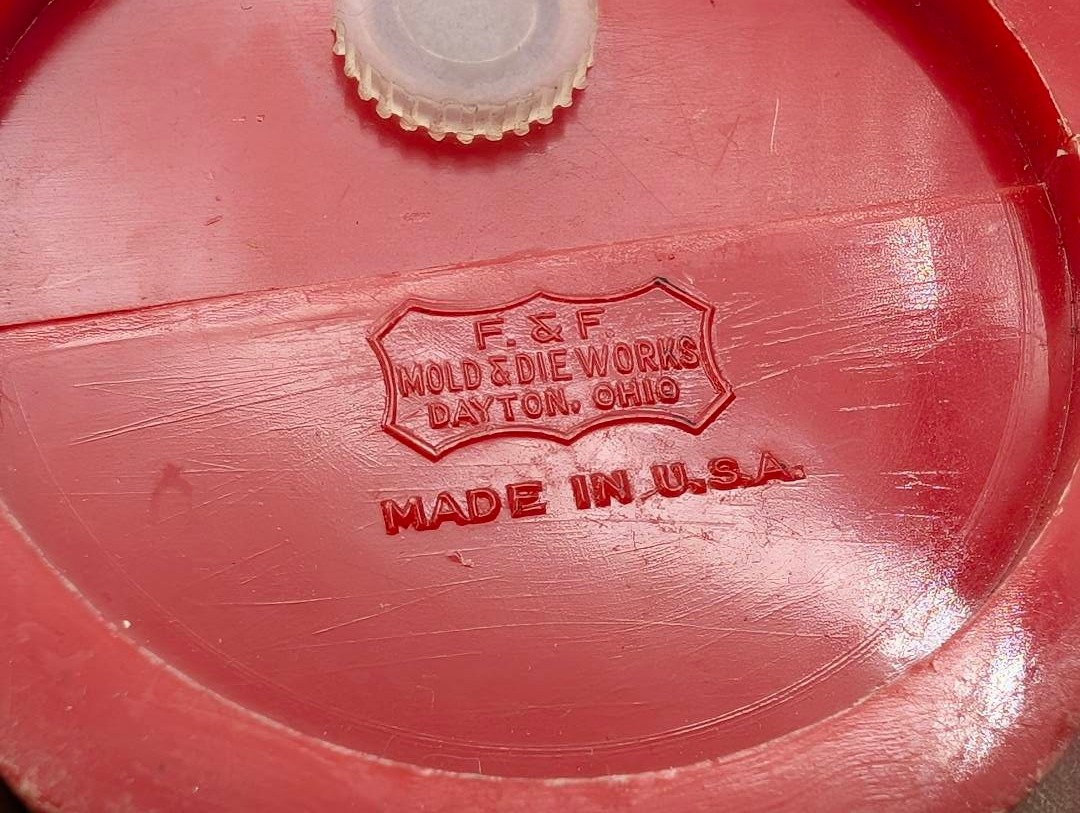 F. & F.
MOLD & DIE WORKS
DAYTON, OHIO
MADE IN U.S.A.